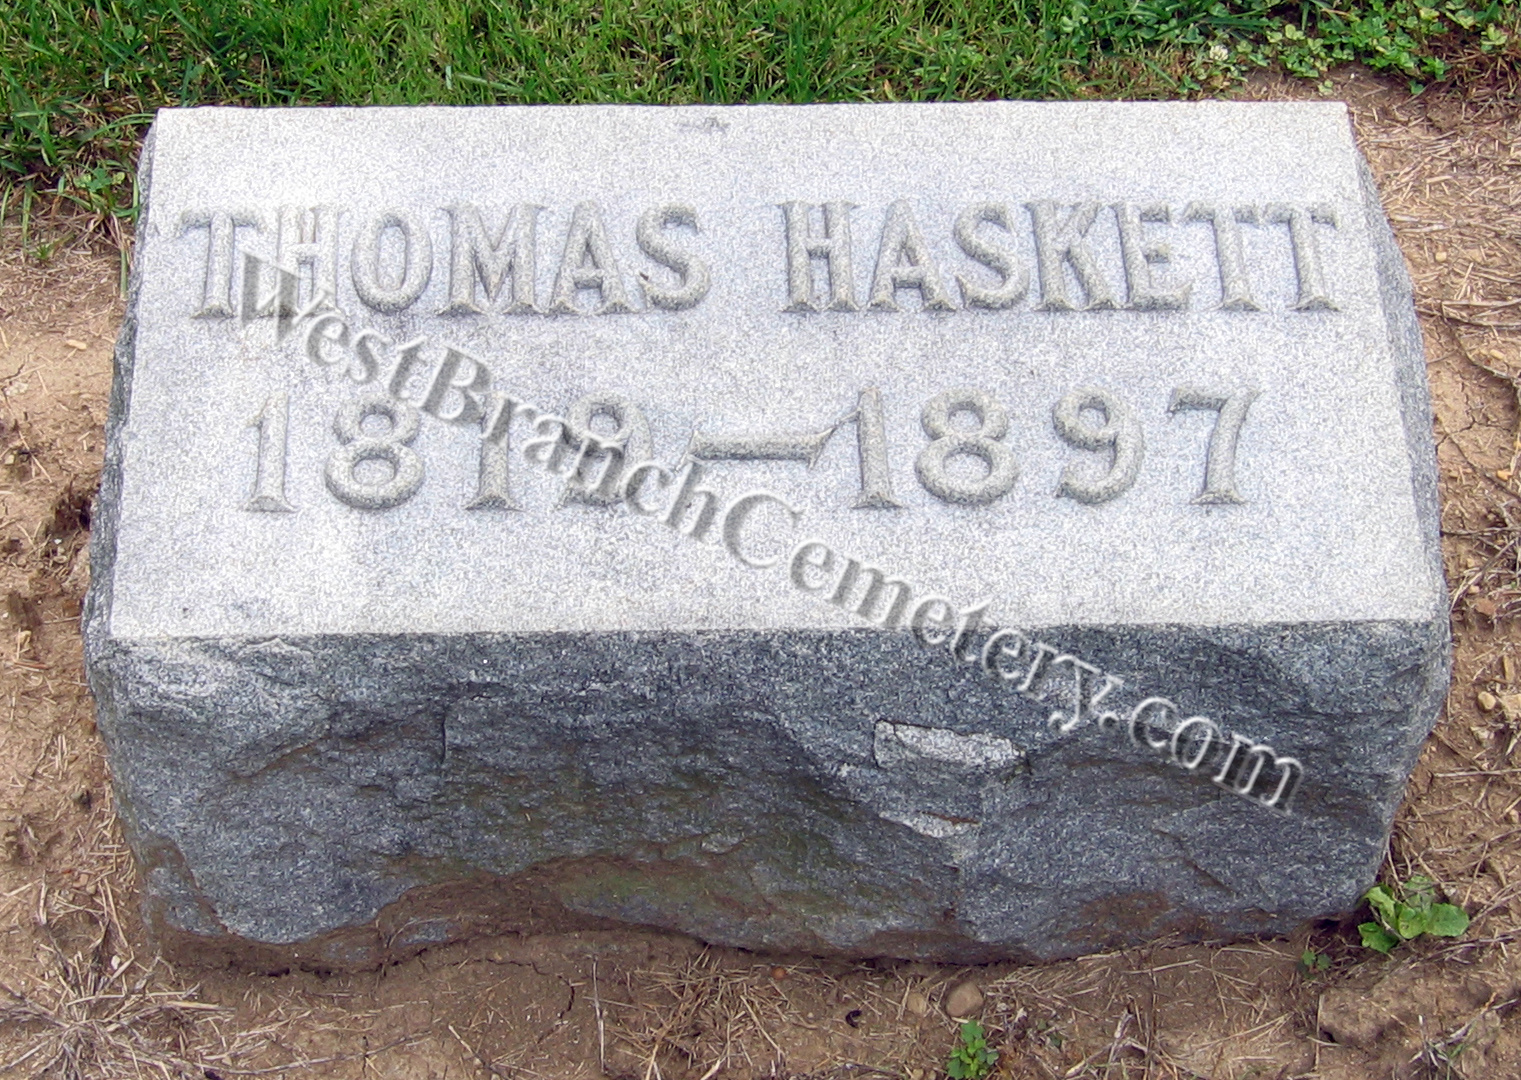 THOMAS HASKETT
1819–1897
WestBranchCemetery.com